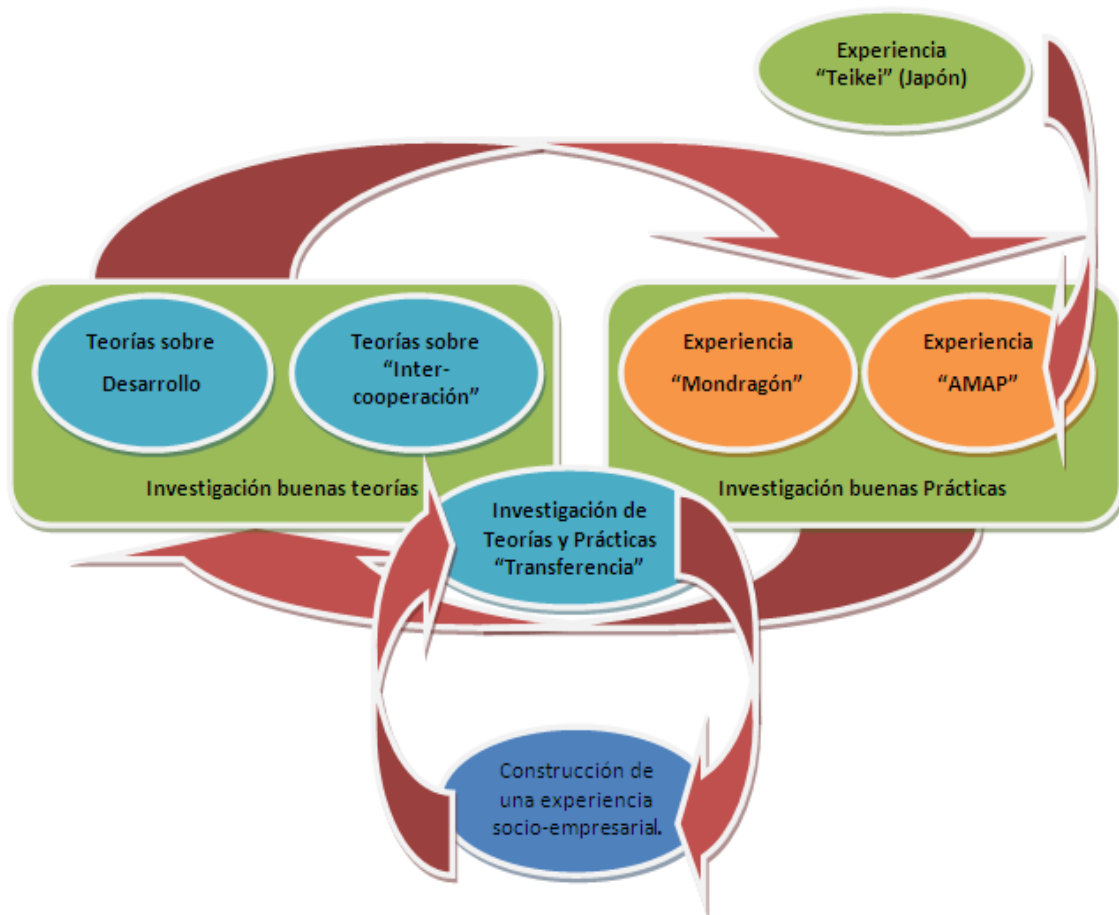 Experiencia
“Teikei” (Japón)
Teorías sobre
Desarrollo
Teorías sobre
“Inter-
cooperación”
Experiencia
“Mondragón”
Experiencia
“AMAP”
Investigación buenas teorías
Investigación buenas Prácticas
Investigación de
Teorías y Prácticas
“Transferencia”
Construcción de
una experiencia
socio-empresarial.